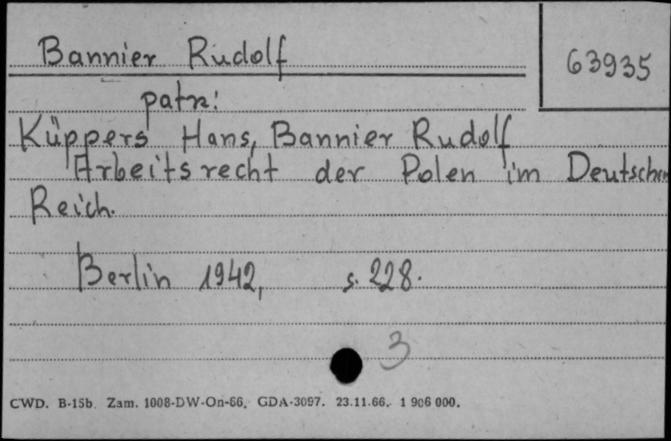 Bannier Rudolf
63935
patrz:
Küppers Hans, Bannier Rudolf
Arbeitsrecht der Polen im Deutschen
Reich.
Berlin 1942, s. 228.
3
CWD. B-15b. Zam. 1008-DW-On-66. GDA-3097. 23.11.66. 1 906 000.